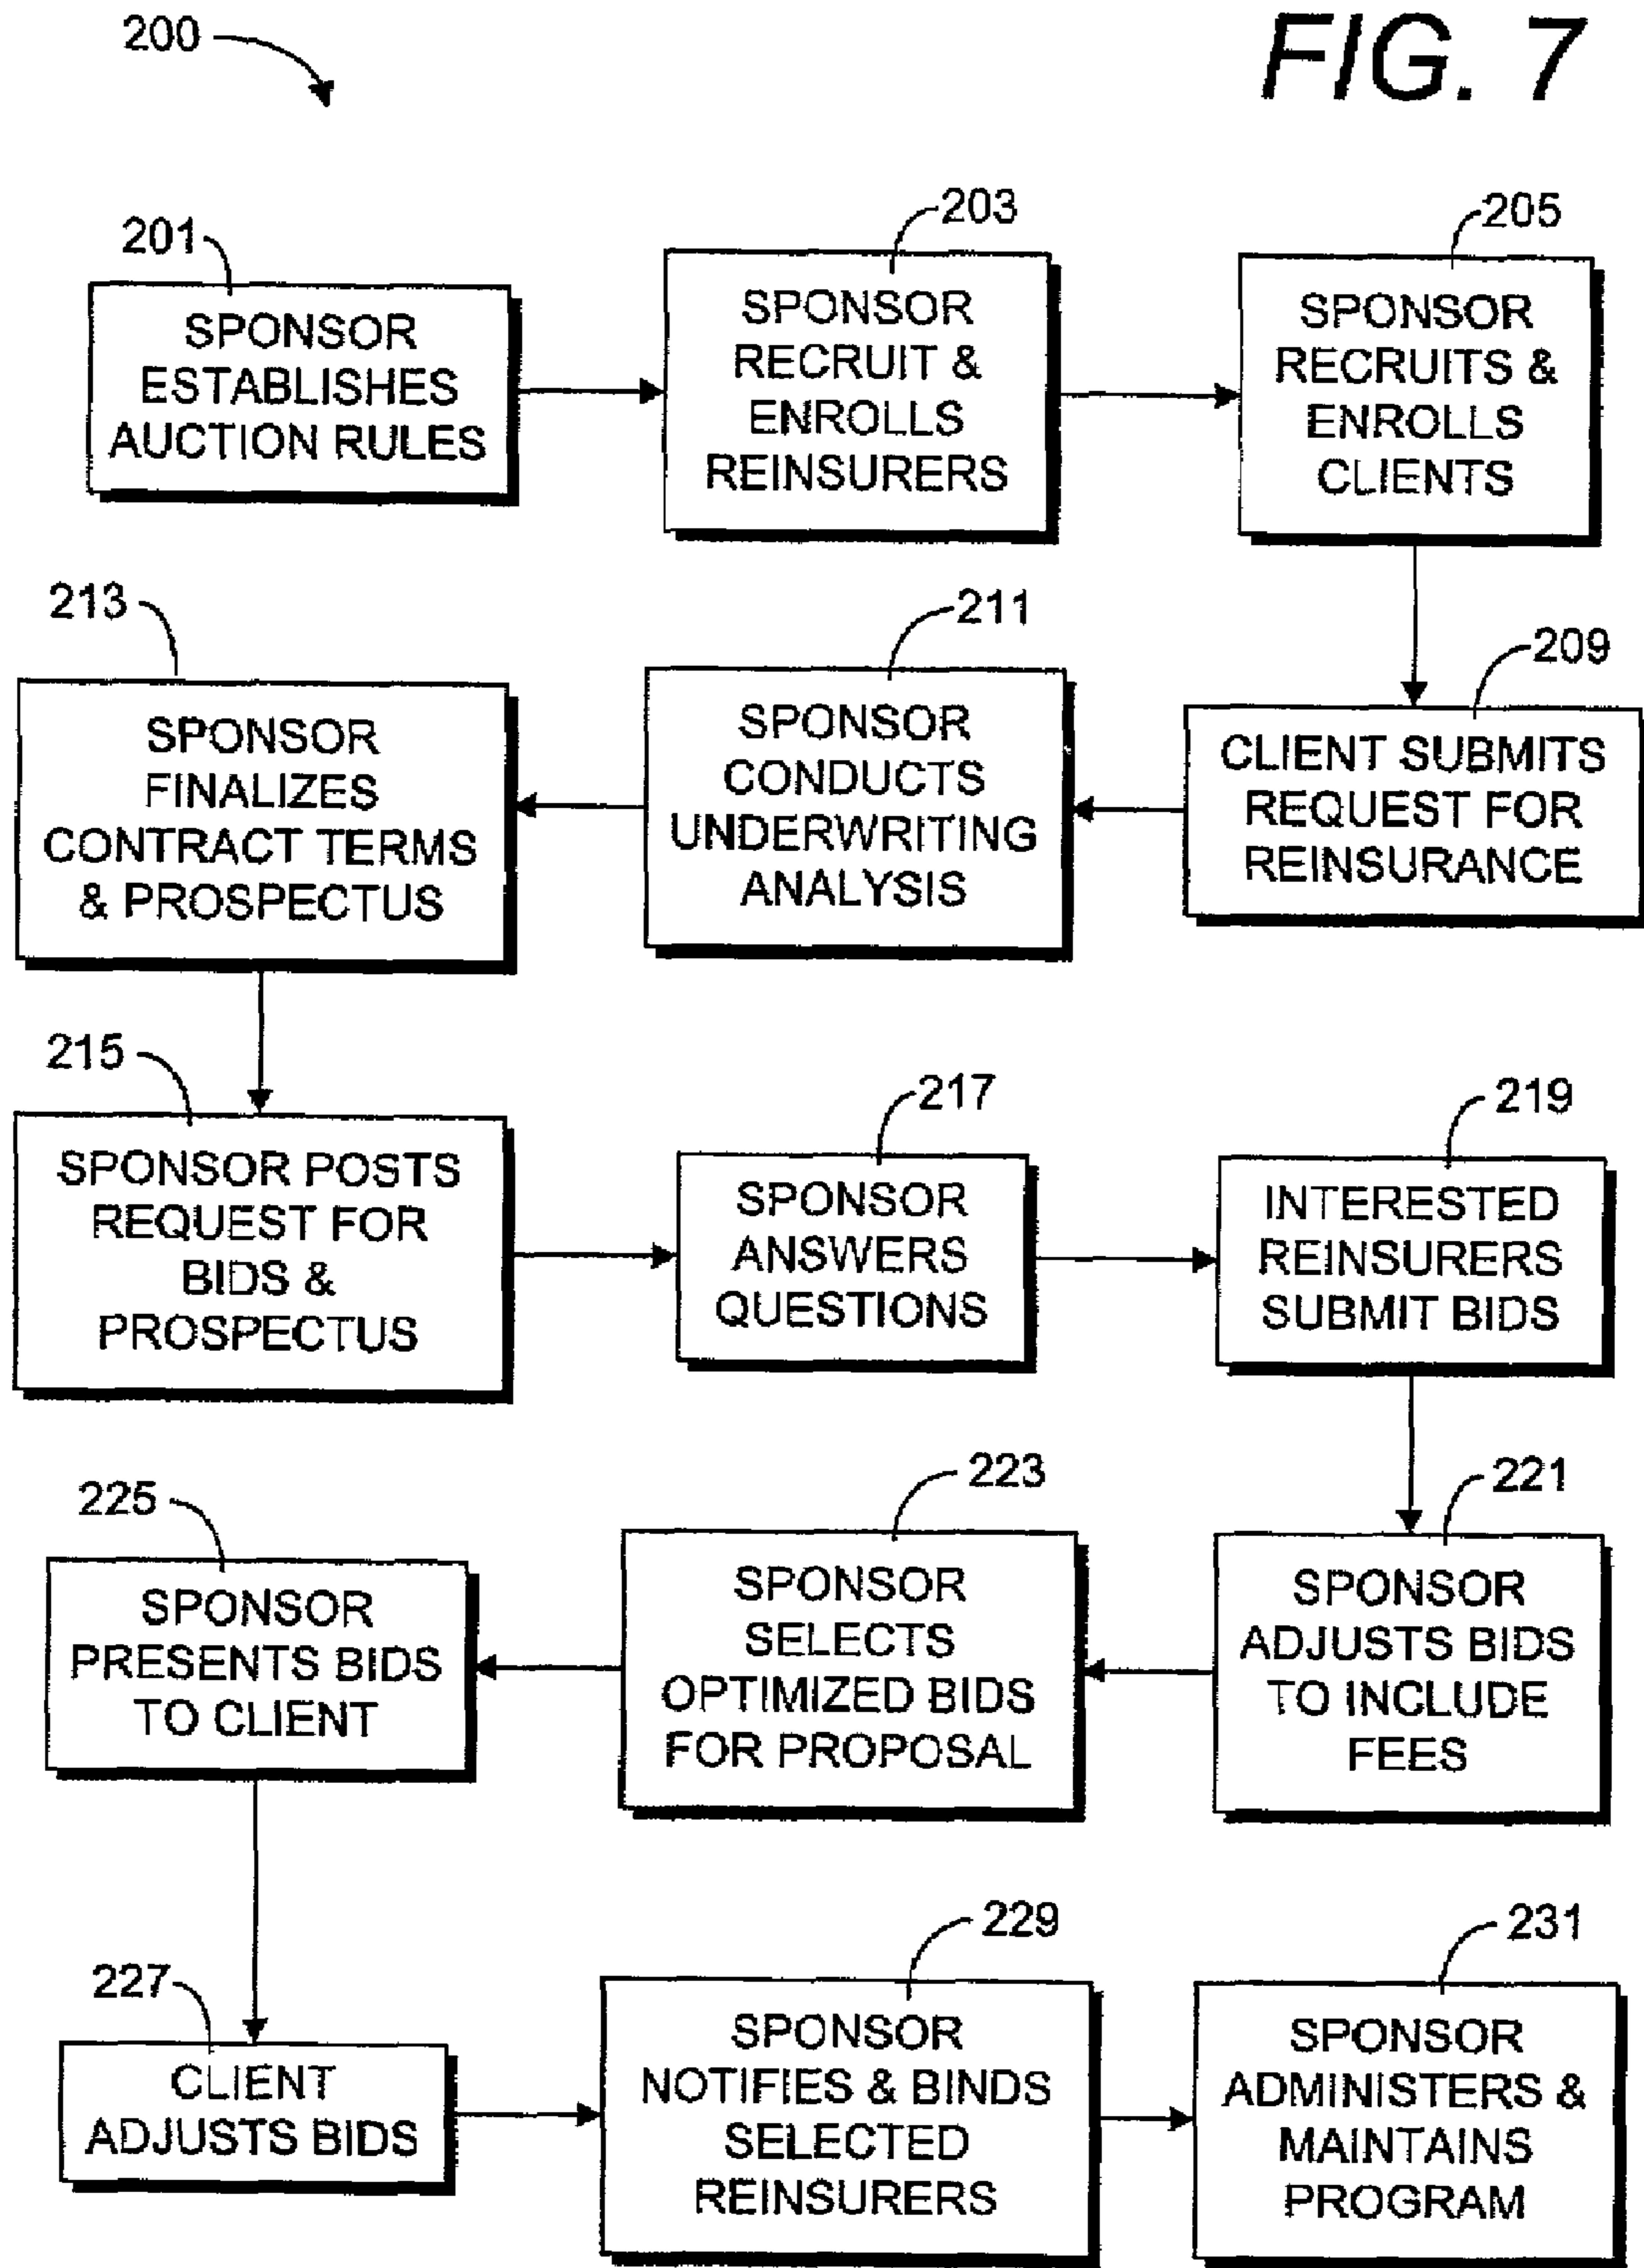 200
FIG. 7
201
SPONSOR
ESTABLISHES
AUCTION RULES
203
SPONSOR
RECRUIT &
ENROLLS
REINSURERS
205
SPONSOR
RECRUITS &
ENROLLS
CLIENTS
209
CLIENT SUBMITS
REQUEST FOR
REINSURANCE
211
SPONSOR
CONDUCTS
UNDERWRITING
ANALYSIS
213
SPONSOR
FINALIZES
CONTRACT TERMS
& PROSPECTUS
215
SPONSOR POSTS
REQUEST FOR
BIDS &
PROSPECTUS
217
SPONSOR
ANSWERS
QUESTIONS
219
INTERESTED
REINSURERS
SUBMIT BIDS
221
SPONSOR
ADJUSTS BIDS
TO INCLUDE
FEES
223
SPONSOR
SELECTS
OPTIMIZED BIDS
FOR PROPOSAL
225
SPONSOR
PRESENTS BIDS
TO CLIENT
227
CLIENT
ADJUSTS BIDS
229
SPONSOR
NOTIFIES & BINDS
SELECTED
REINSURERS
231
SPONSOR
ADMINISTERS &
MAINTAINS
PROGRAM